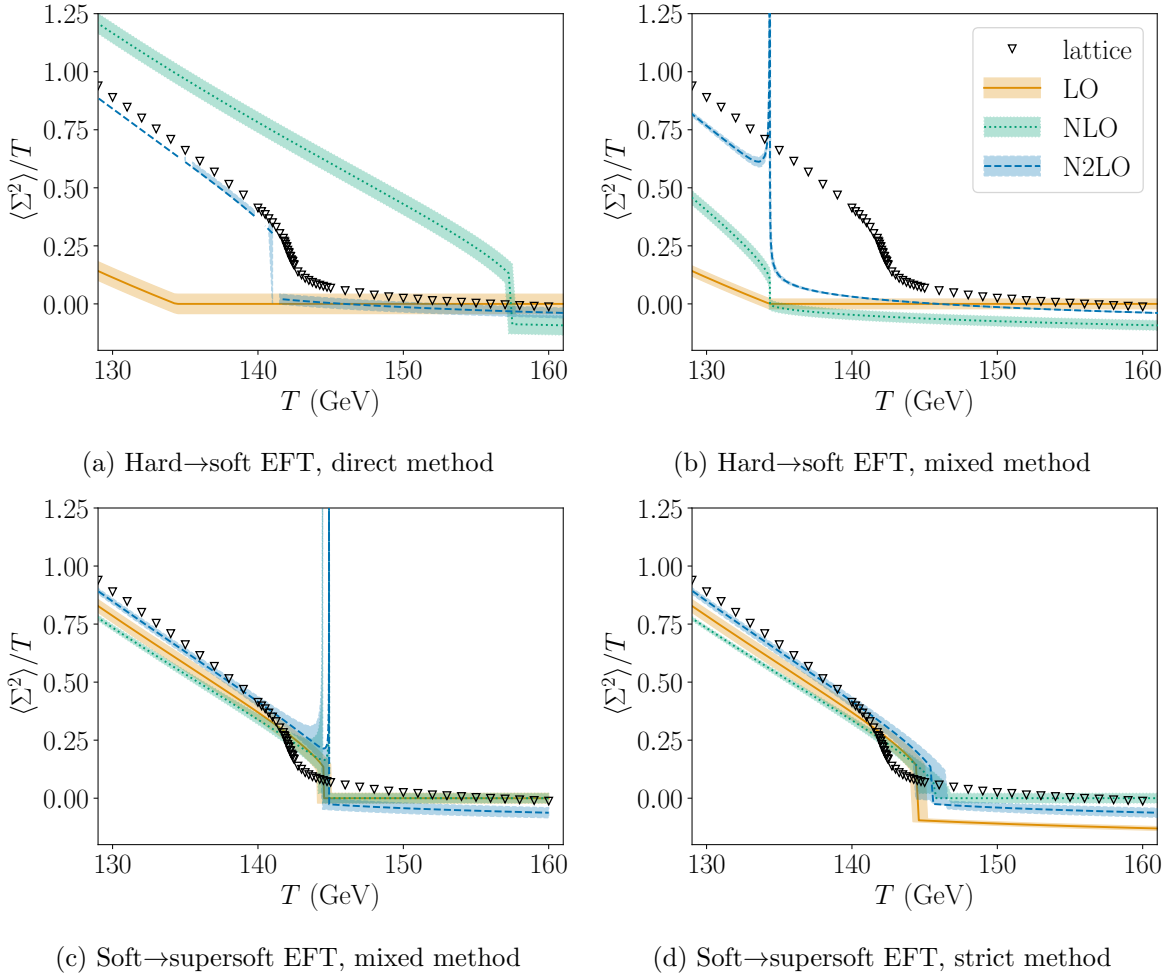 1.25
1.00
0.75
0.50
0.25
0.00
⟨Σ²⟩/T
130 140 150 160
T (GeV)
(a) Hard→soft EFT, direct method
1.25
1.00
0.75
0.50
0.25
0.00
⟨Σ²⟩/T
lattice
LO
NLO
N2LO
130 140 150 160
T (GeV)
(b) Hard→soft EFT, mixed method
1.25
1.00
0.75
0.50
0.25
0.00
⟨Σ²⟩/T
130 140 150 160
T (GeV)
(c) Soft→supersoft EFT, mixed method
1.25
1.00
0.75
0.50
0.25
0.00
⟨Σ²⟩/T
130 140 150 160
T (GeV)
(d) Soft→supersoft EFT, strict method